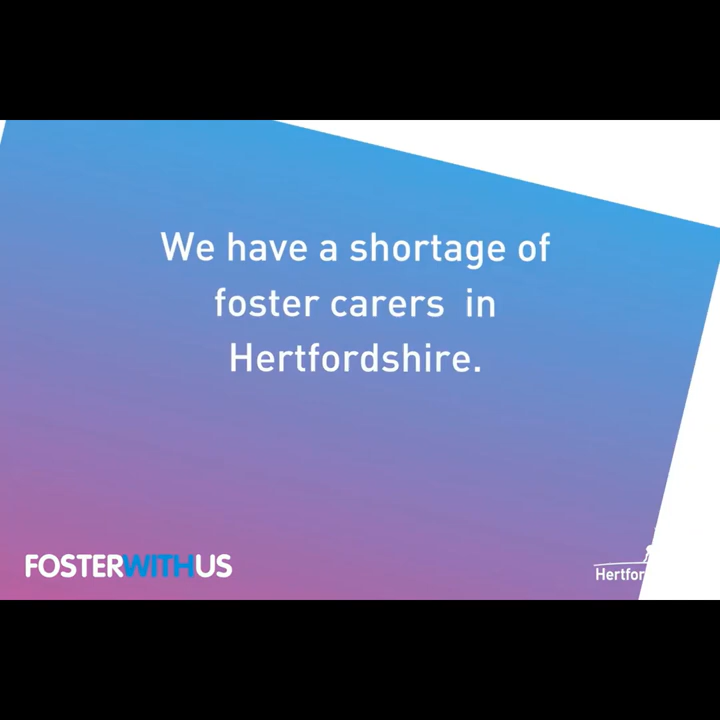 We have a shortage of
foster carers  in
Hertfordshire.
FOSTERWITHUS